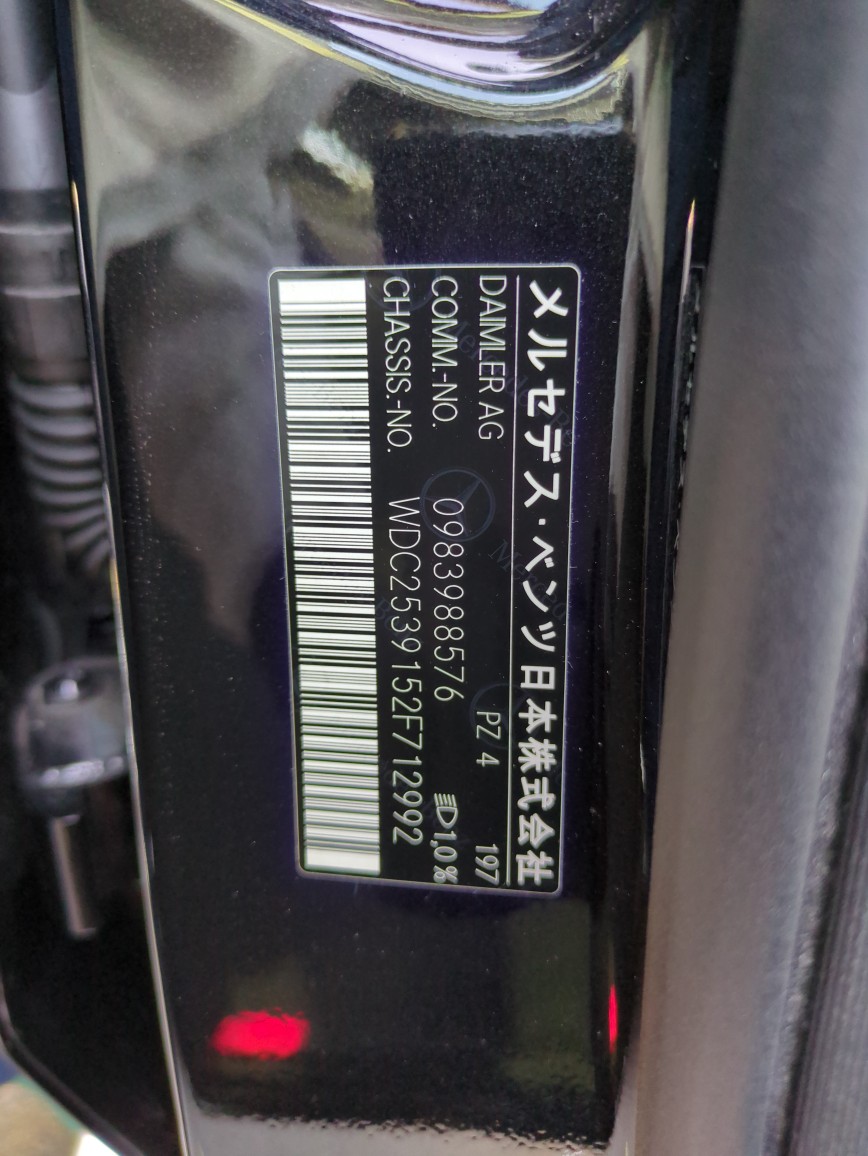 メルセデス・ベンツ日本株式会社
DAIMLER AG PZ 4 197
COMM.-NO. 0983988576 1,0%
CHASSIS.-NO. WDC2539152F712992